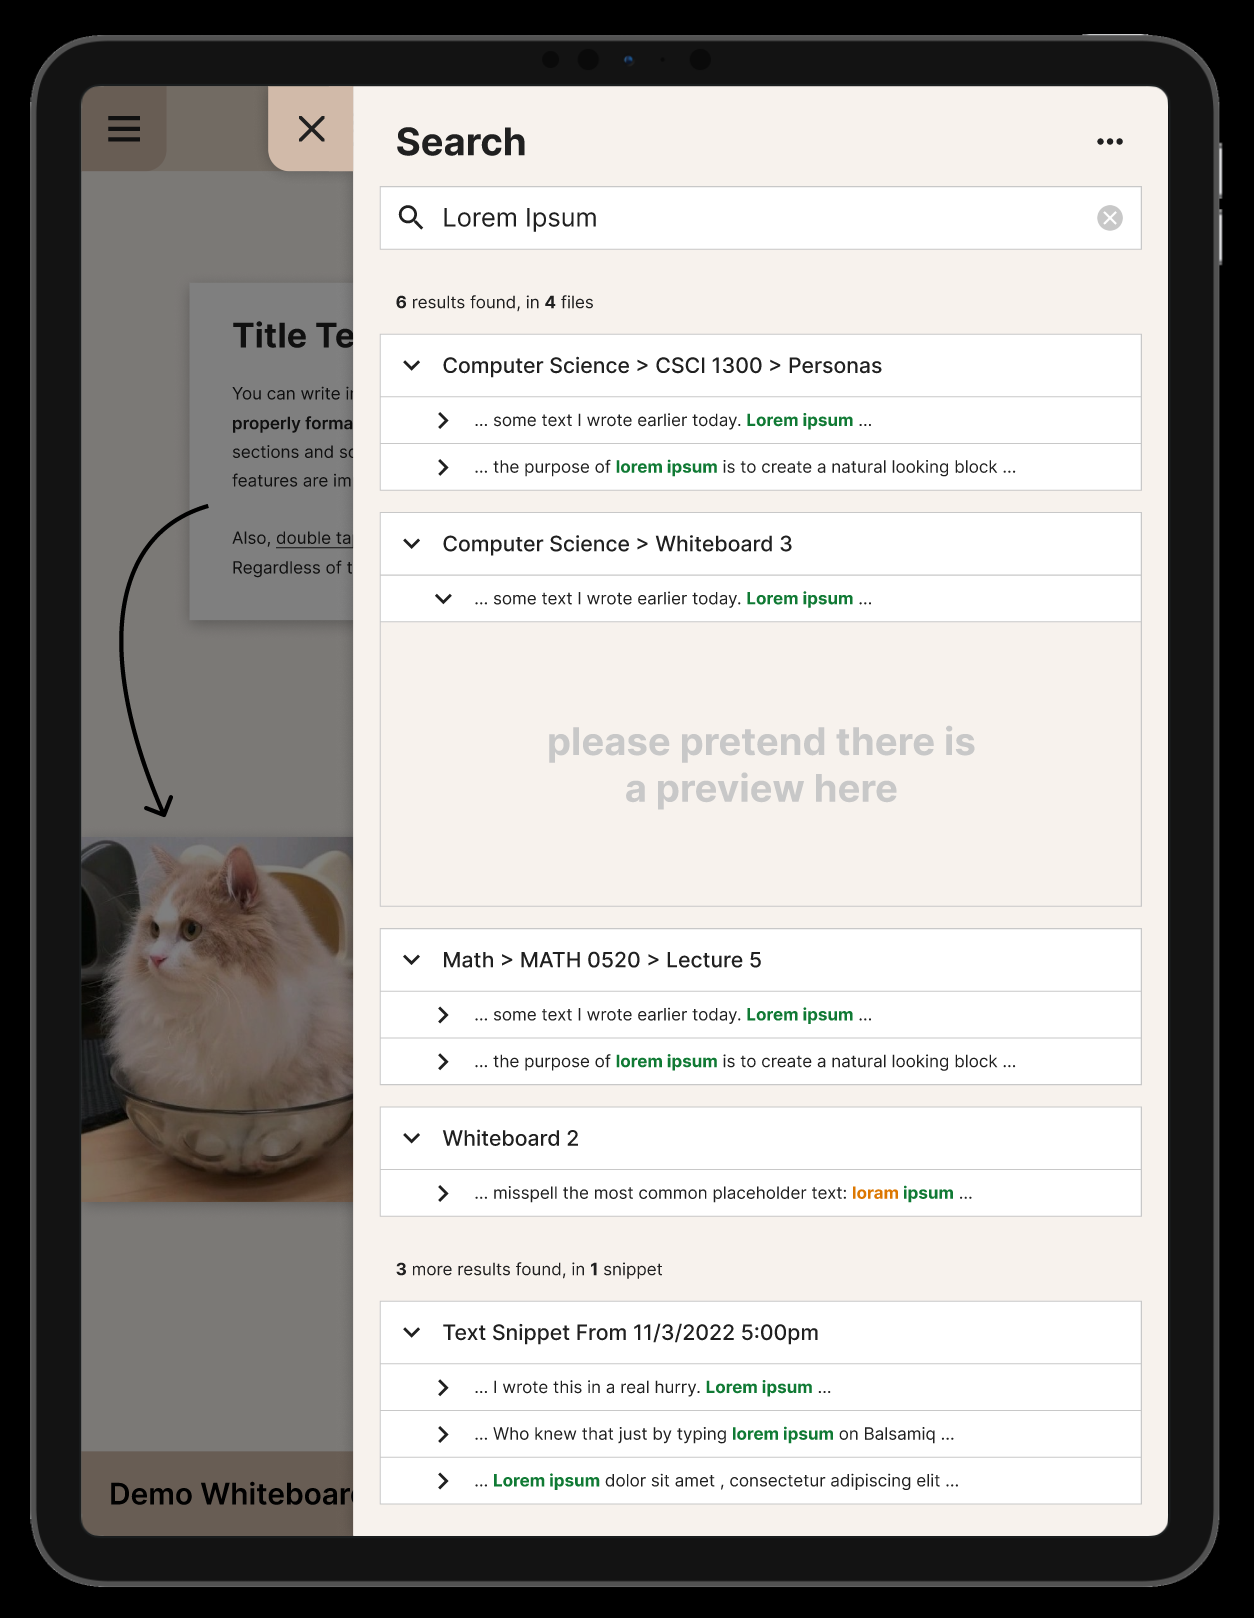 Search
Lorem Ipsum
6 results found, in 4 files
Computer Science > CSCI 1300 > Personas
... some text I wrote earlier today. Lorem ipsum ...
... the purpose of lorem ipsum is to create a natural looking block ...
Computer Science > Whiteboard 3
... some text I wrote earlier today. Lorem ipsum ...
please pretend there is
a preview here
Math > MATH 0520 > Lecture 5
... some text I wrote earlier today. Lorem ipsum ...
... the purpose of lorem ipsum is to create a natural looking block ...
Whiteboard 2
... misspell the most common placeholder text: loram ipsum ...
3 more results found, in 1 snippet
Text Snippet From 11/3/2022 5:00pm
... I wrote this in a real hurry. Lorem ipsum ...
... Who knew that just by typing lorem ipsum on Balsamiq ...
... Lorem ipsum dolor sit amet , consectetur adipiscing elit ...
Title Te
You can write i
properly forma
sections and so
features are im
Also, double ta
Regardless of t
Demo Whiteboar